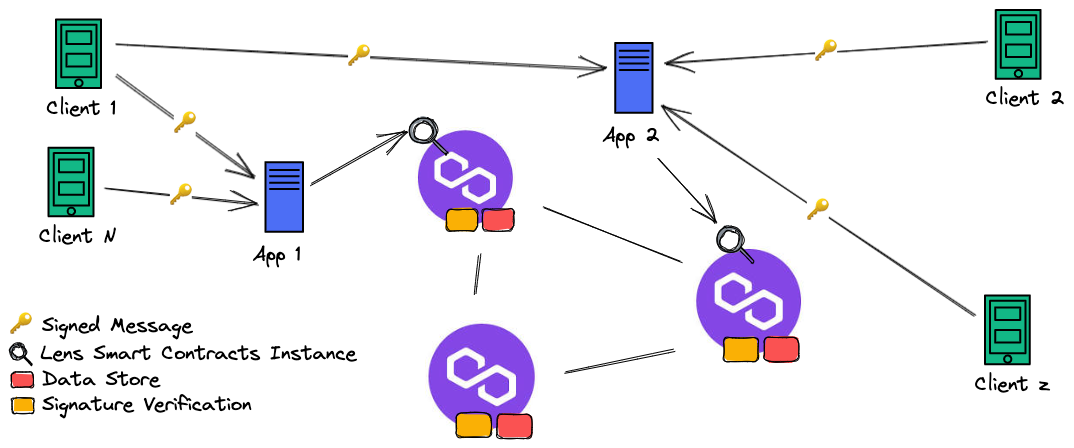 Client 1
Client 2
App 2
Client N
App 1
Signed Message
Lens Smart Contracts Instance
Data Store
Signature Verification
Client z